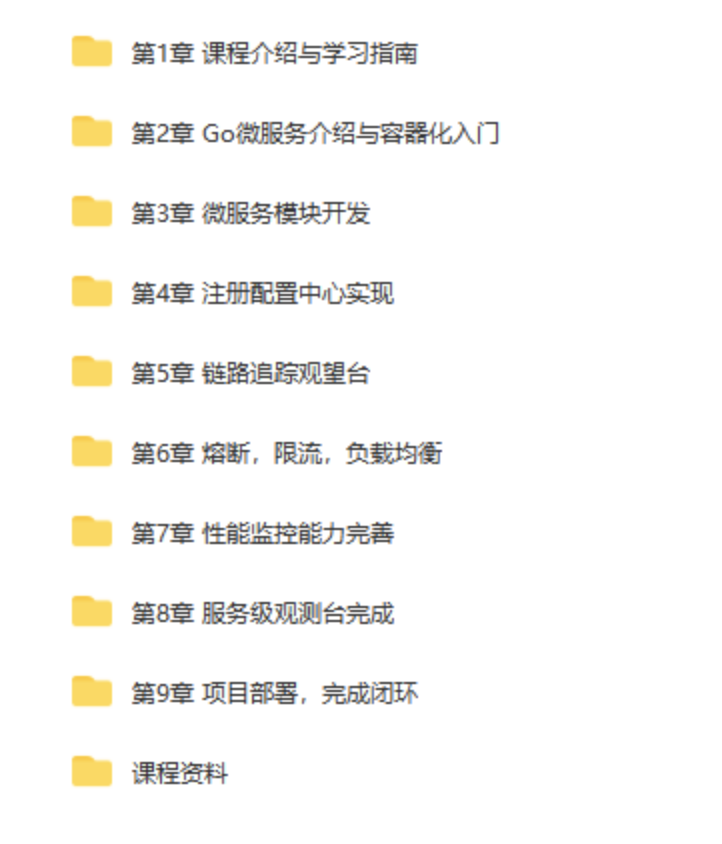 第1章 课程介绍与学习指南
第2章 Go微服务介绍与容器化入门
第3章 微服务模块开发
第4章 注册配置中心实现
第5章 链路追踪观望台
第6章 熔断，限流，负载均衡
第7章 性能监控能力完善
第8章 服务级观测台完成
第9章 项目部署，完成闭环
课程资料